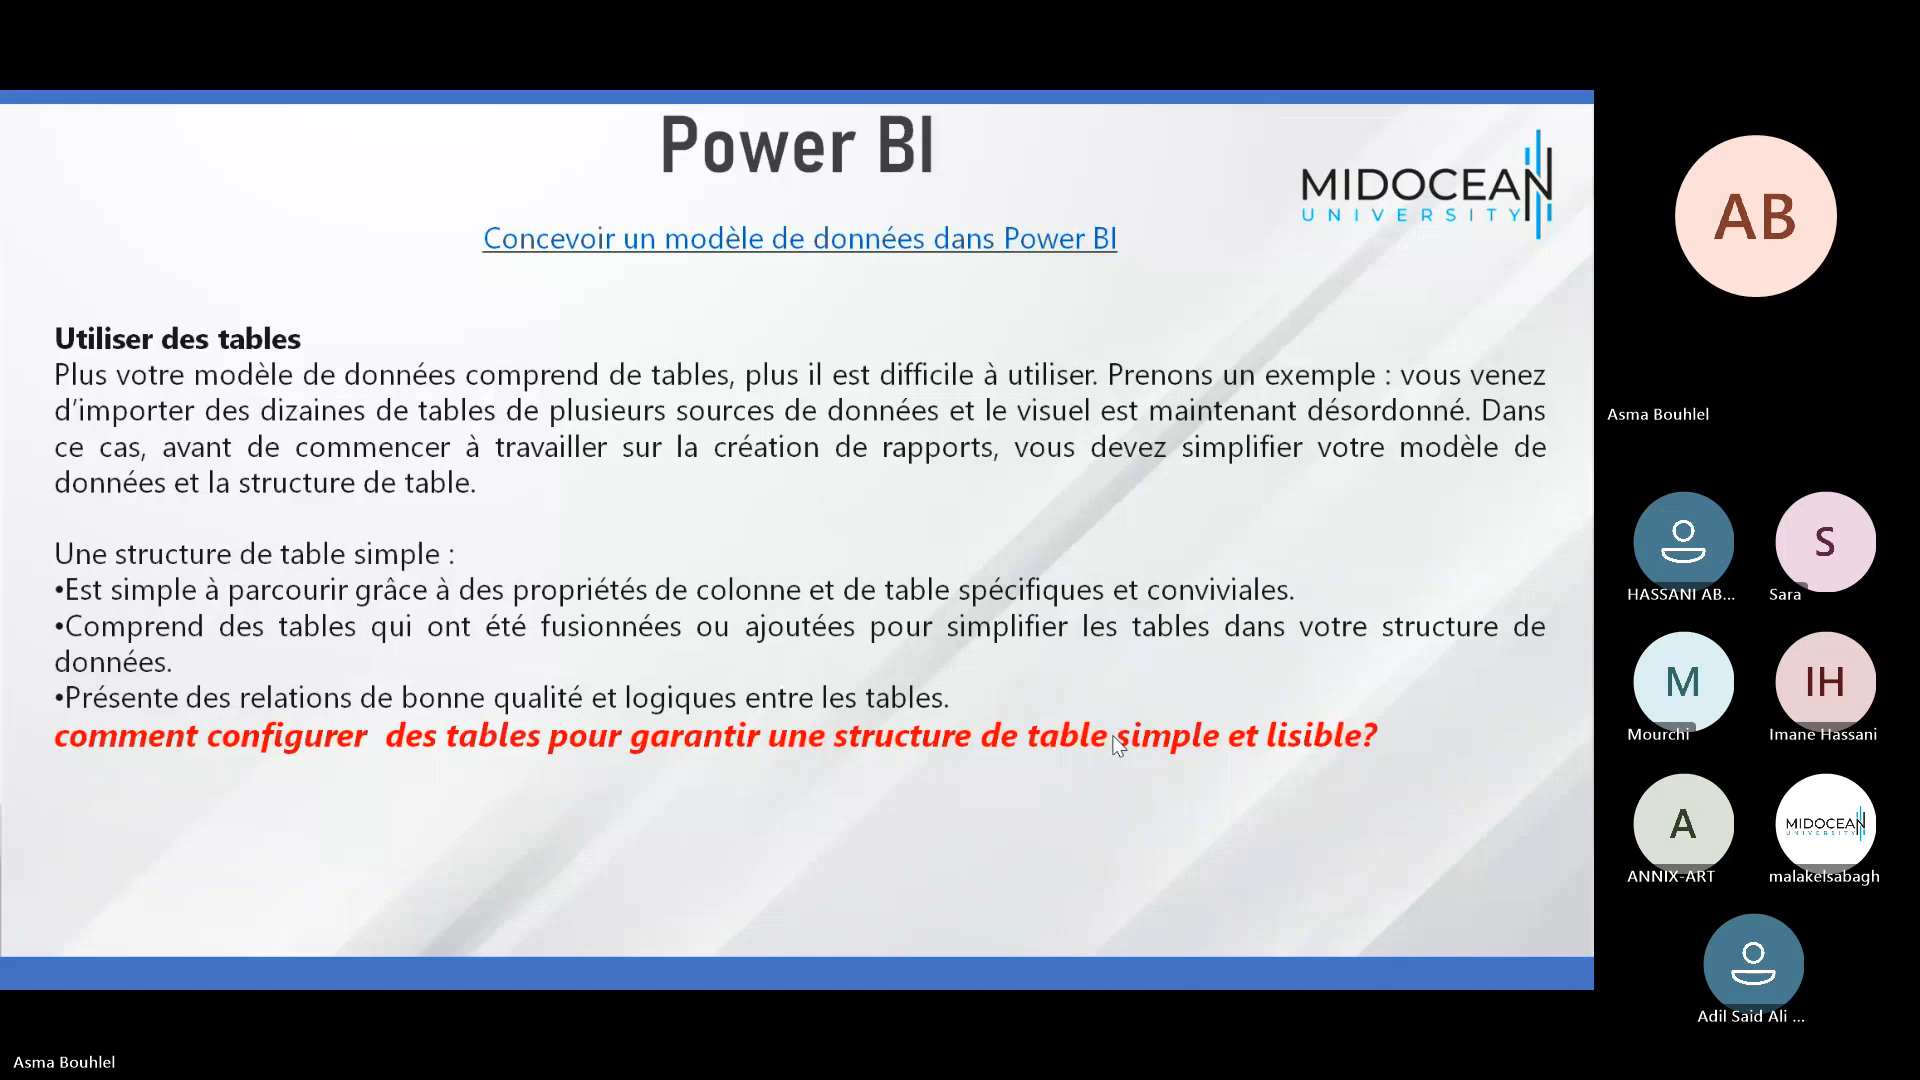 Power BI
MIDOCEAN
UNIVERSITY
Concevoir un modèle de données dans Power BI
Utiliser des tables
Plus votre modèle de données comprend de tables, plus il est difficile à utiliser. Prenons un exemple : vous venez
d’importer des dizaines de tables de plusieurs sources de données et le visuel est maintenant désordonné. Dans
ce cas, avant de commencer à travailler sur la création de rapports, vous devez simplifier votre modèle de
données et la structure de table.
Une structure de table simple :
•Est simple à parcourir grâce à des propriétés de colonne et de table spécifiques et conviviales.
•Comprend des tables qui ont été fusionnées ou ajoutées pour simplifier les tables dans votre structure de
données.
•Présente des relations de bonne qualité et logiques entre les tables.
comment configurer  des tables pour garantir une structure de table simple et lisible?
AB
Asma Bouhlel
HASSANI AB...
S
Sara
M
Mourchi
IH
Imane Hassani
A
ANNIX-ART
MIDOCEAN
UNIVERSITY
malakelsabagh
Adil Said Ali ...
Asma Bouhlel